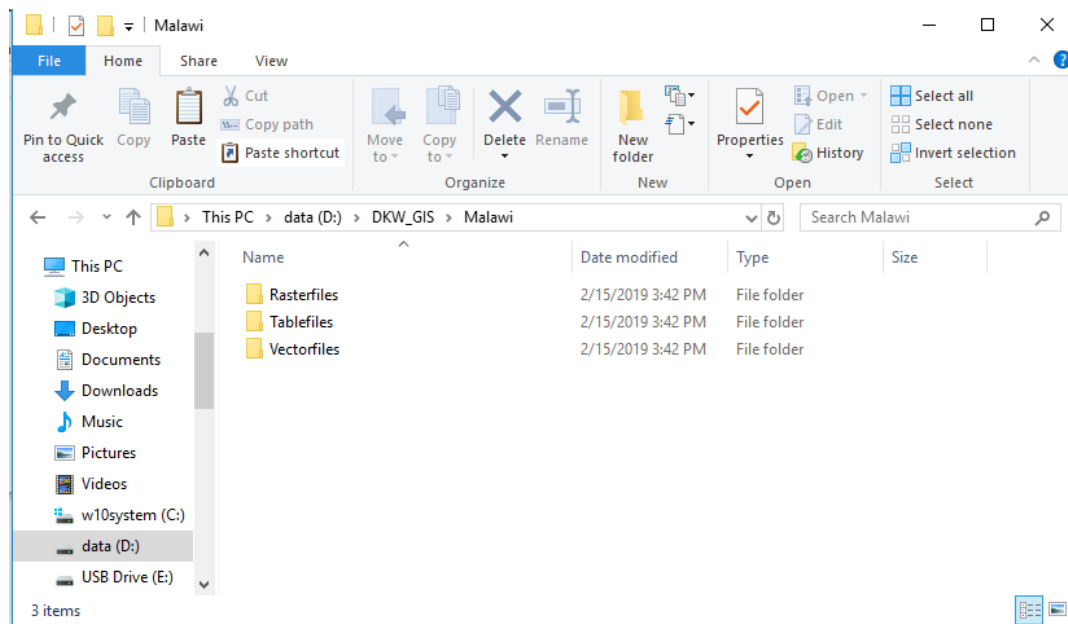 Malawi
File Home Share View
Pin to Quick access
Copy
Paste
Cut
Copy path
Paste shortcut
Clipboard
Move to
Copy to
Delete
Rename
Organize
New folder
New
Properties
Open
Edit
History
Open
Select all
Select none
Invert selection
Select
This PC > data (D:) > DKW_GIS > Malawi
Search Malawi
This PC
3D Objects
Desktop
Documents
Downloads
Music
Pictures
Videos
w10system (C:)
data (D:)
USB Drive (E:)
Name Date modified Type Size
Rasterfiles 2/15/2019 3:42 PM File folder
Tablefiles 2/15/2019 3:42 PM File folder
Vectorfiles 2/15/2019 3:42 PM File folder
3 items